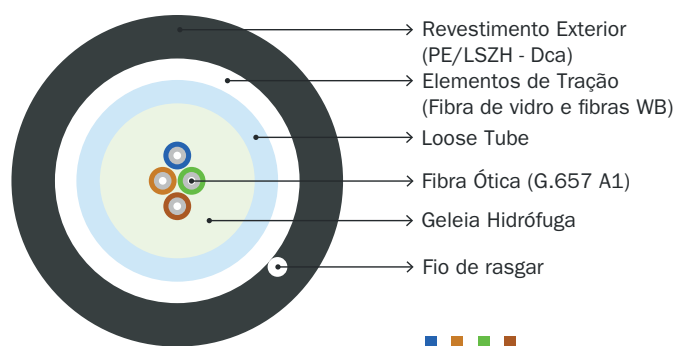 Revestimento Exterior
(PE/LSZH - Dca)
Elementos de Tração
(Fibra de vidro e fibras WB)
Loose Tube
Fibra Ótica (G.657 A1)
Geleia Hidrófuga
Fio de rasgar